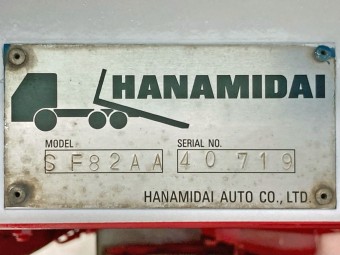 HANAMIDAI
MODEL SERIAL NO.
SF82AA 40719
HANAMIDAI AUTO CO., LTD.